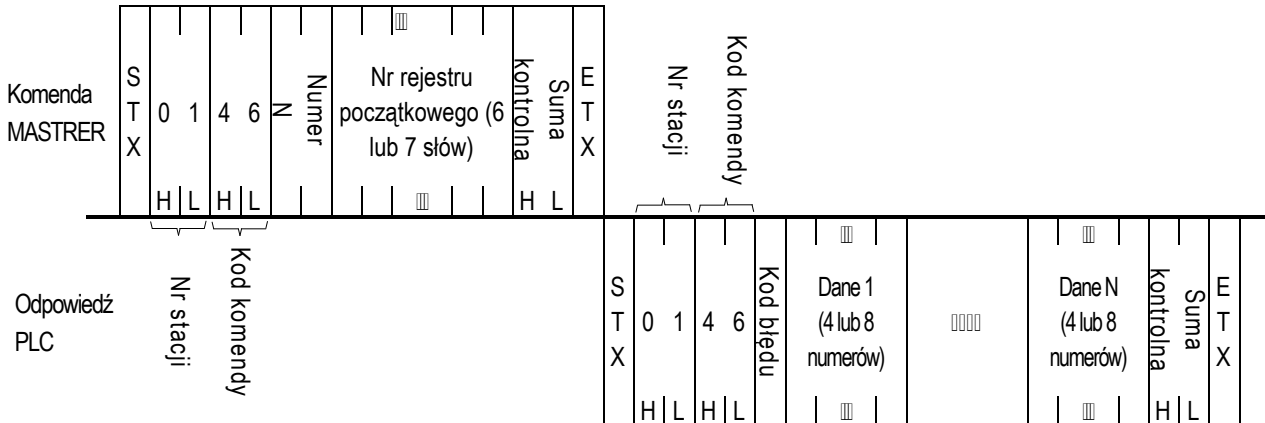 Komenda
MASTRER
S
T
X
0 1
4 6
N
Numer
Nr rejestru
początkowego (6
lub 7 słów)
Suma
kontrolna
E
T
X
H L
H L
H L
Nr stacji
Kod komendy
Nr stacji
Kod komendy
Odpowiedź
PLC
S
T
X
0 1
4 6
Kod błędu
Dane 1
(4 lub 8
numerów)
Dane N
(4 lub 8
numerów)
Suma
kontrolna
E
T
X
H L
H L
H L